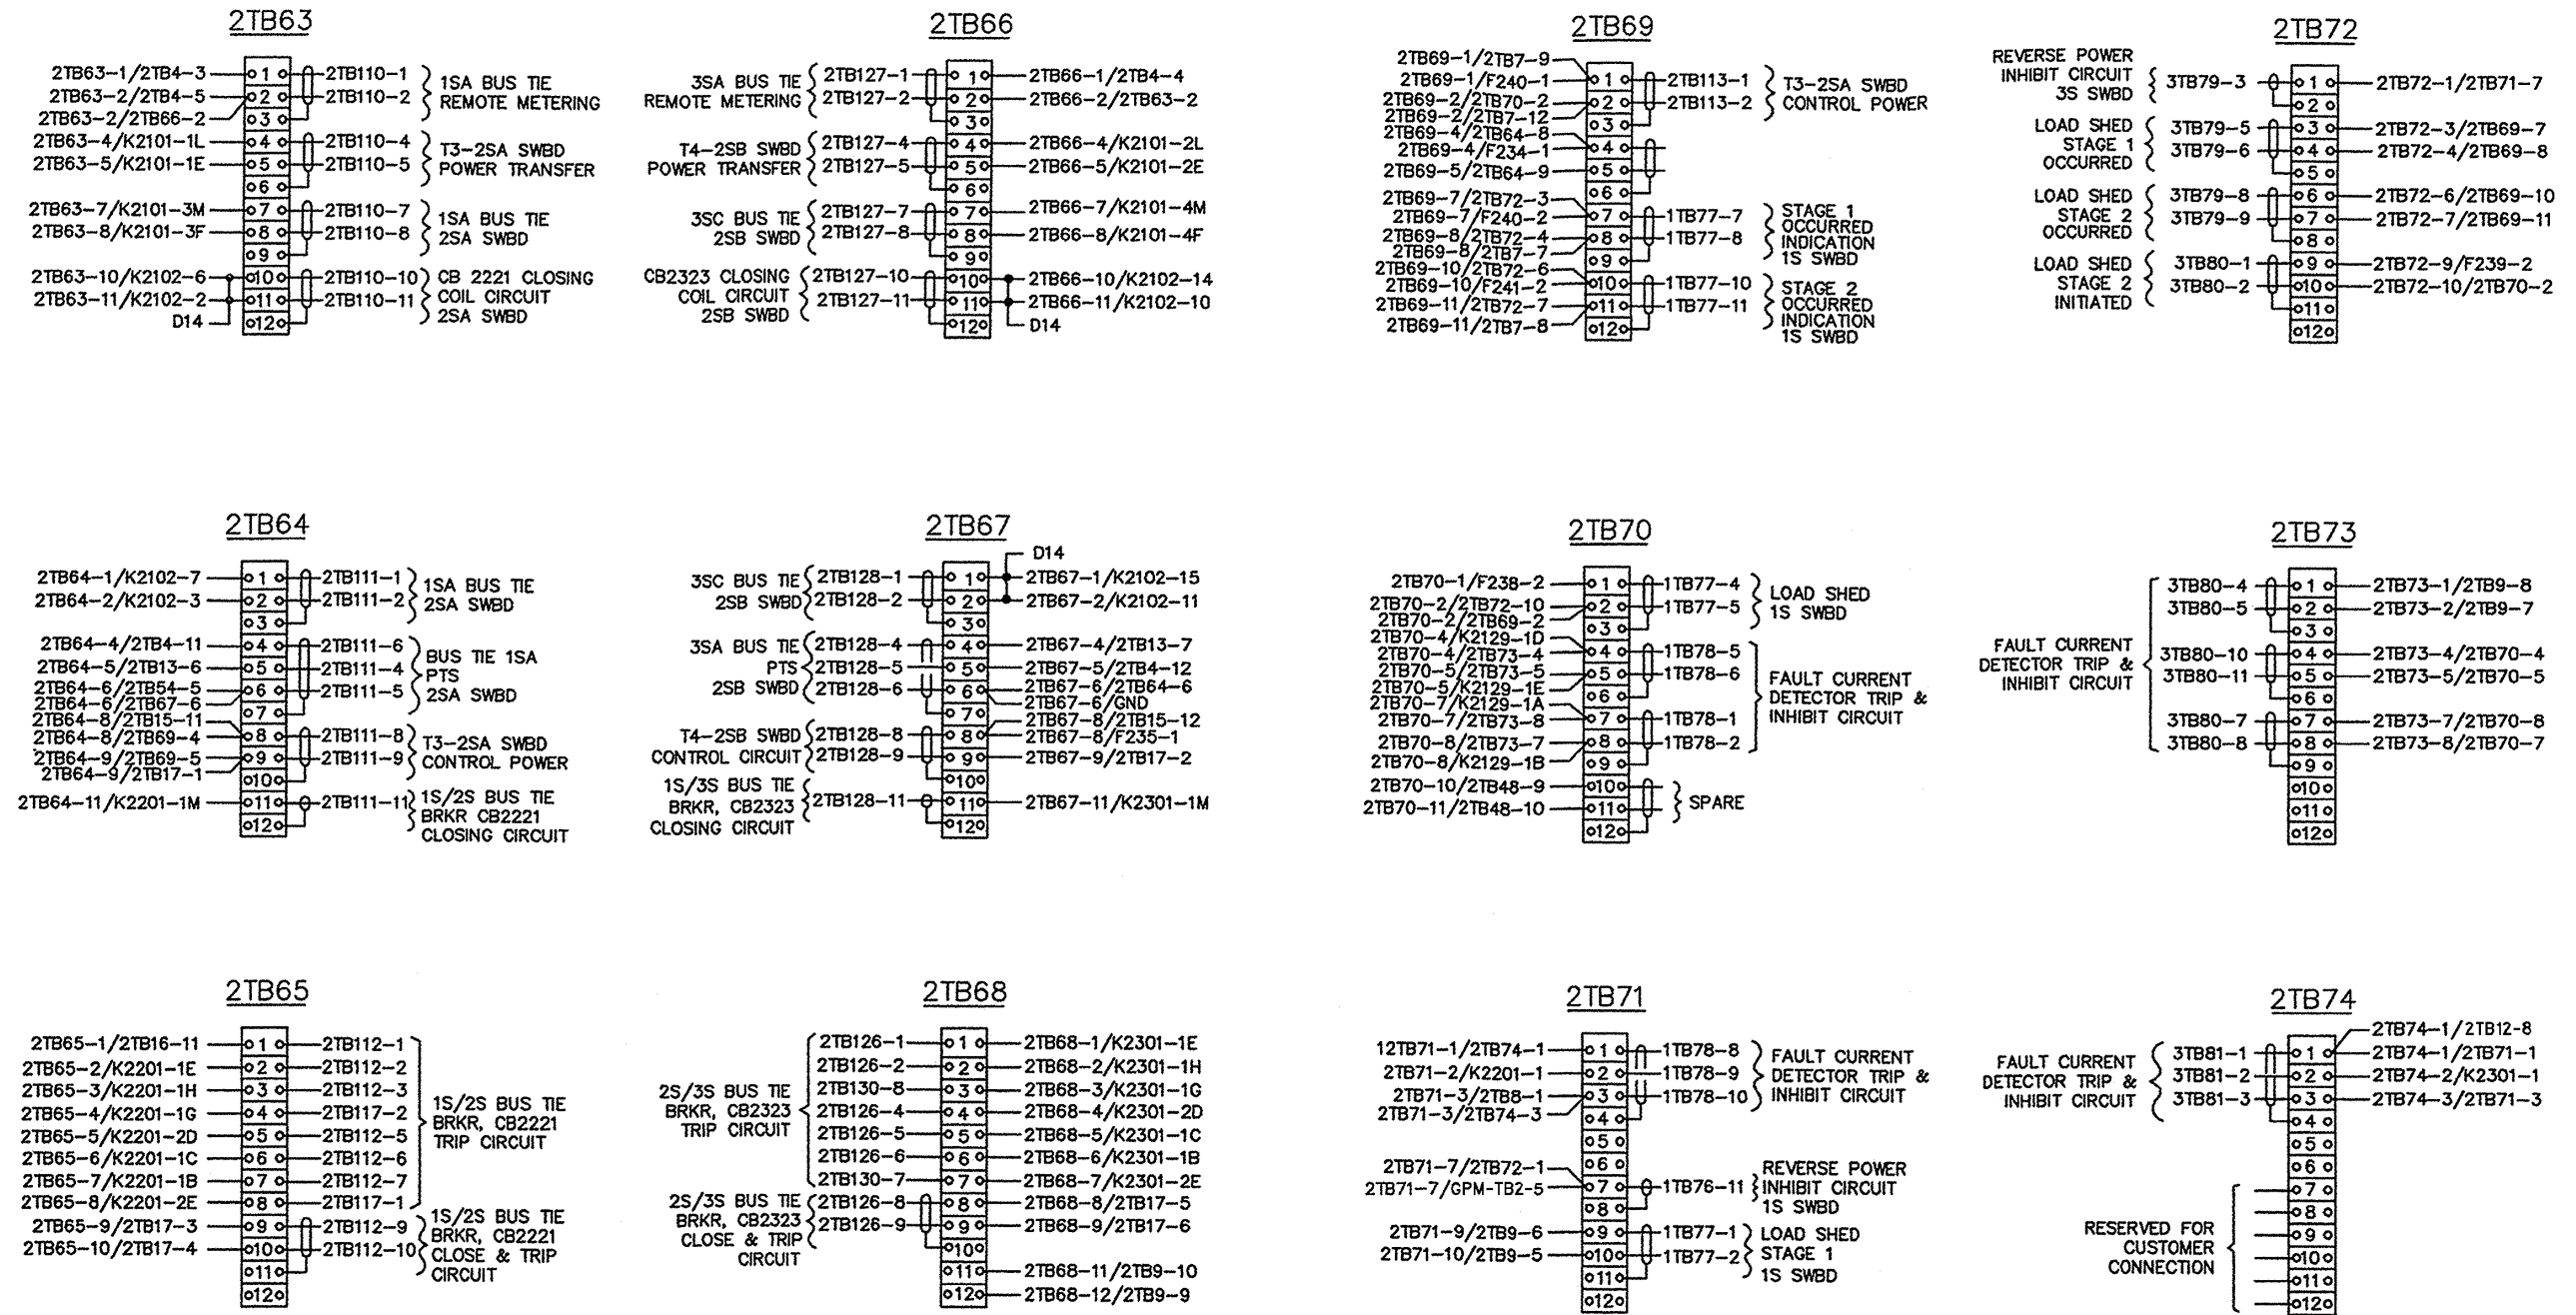 2TB63
2TB63-1/2TB4-3
2TB63-2/2TB4-5
2TB63-2/2TB66-2
2TB63-4/K2101-1L
2TB63-5/K2101-1E
2TB63-7/K2101-3M
2TB63-8/K2101-3F
2TB63-10/K2102-6
2TB63-11/K2102-2
D14
1
2
3
4
5
6
7
8
9
10
11
12
2TB110-1
2TB110-2
2TB110-4
2TB110-5
2TB110-7
2TB110-8
2TB110-10
2TB110-11
1SA BUS TIE
REMOTE METERING
T3-2SA SWBD
POWER TRANSFER
1SA BUS TIE
2SA SWBD
CB 2221 CLOSING
COIL CIRCUIT
2SA SWBD
2TB66
3SA BUS TIE
REMOTE METERING
T4-2SB SWBD
POWER TRANSFER
3SC BUS TIE
2SB SWBD
CB2323 CLOSING
COIL CIRCUIT
2SB SWBD
2TB127-1
2TB127-2
2TB127-4
2TB127-5
2TB127-7
2TB127-8
2TB127-10
2TB127-11
1
2
3
4
5
6
7
8
9
10
11
12
2TB66-1/2TB4-4
2TB66-2/2TB63-2
2TB66-4/K2101-2L
2TB66-5/K2101-2E
2TB66-7/K2101-4M
2TB66-8/K2101-4F
2TB66-10/K2102-14
2TB66-11/K2102-10
D14
2TB69
2TB69-1/2TB7-9
2TB69-1/F240-1
2TB69-2/2TB70-2
2TB69-2/2TB7-12
2TB69-4/2TB64-8
2TB69-4/F234-1
2TB69-5/2TB64-9
2TB69-7/2TB72-3
2TB69-7/F240-2
2TB69-8/2TB72-4
2TB69-8/2TB7-7
2TB69-10/2TB72-6
2TB69-10/F241-2
2TB69-11/2TB72-7
2TB69-11/2TB7-8
1
2
3
4
5
6
7
8
9
10
11
12
2TB113-1
2TB113-2
1TB77-7
1TB77-8
1TB77-10
1TB77-11
T3-2SA SWBD
CONTROL POWER
STAGE 1
OCCURRED
INDICATION
1S SWBD
STAGE 2
OCCURRED
INDICATION
1S SWBD
2TB72
REVERSE POWER
INHIBIT CIRCUIT
3S SWBD
LOAD SHED
STAGE 1
OCCURRED
LOAD SHED
STAGE 2
OCCURRED
LOAD SHED
STAGE 2
INITIATED
3TB79-3
3TB79-5
3TB79-6
3TB79-8
3TB79-9
3TB80-1
3TB80-2
1
2
3
4
5
6
7
8
9
10
11
12
2TB72-1/2TB71-7
2TB72-3/2TB69-7
2TB72-4/2TB69-8
2TB72-6/2TB69-10
2TB72-7/2TB69-11
2TB72-9/F239-2
2TB72-10/2TB70-2
2TB64
2TB64-1/K2102-7
2TB64-2/K2102-3
2TB64-4/2TB4-11
2TB64-5/2TB13-6
2TB64-6/2TB54-5
2TB64-6/2TB67-6
2TB64-8/2TB15-11
2TB64-8/2TB69-4
2TB64-9/2TB69-5
2TB64-9/2TB17-1
2TB64-11/K2201-1M
1
2
3
4
5
6
7
8
9
10
11
12
2TB111-1
2TB111-2
2TB111-6
2TB111-4
2TB111-5
2TB111-8
2TB111-9
2TB111-11
1SA BUS TIE
2SA SWBD
BUS TIE 1SA
PTS
2SA SWBD
T3-2SA SWBD
CONTROL POWER
1S/2S BUS TIE
BRKR CB2221
CLOSING CIRCUIT
2TB67
3SC BUS TIE
2SB SWBD
3SA BUS TIE
PTS
2SB SWBD
T4-2SB SWBD
CONTROL CIRCUIT
1S/3S BUS TIE
BRKR, CB2323
CLOSING CIRCUIT
2TB128-1
2TB128-2
2TB128-4
2TB128-5
2TB128-6
2TB128-8
2TB128-9
2TB128-11
1
2
3
4
5
6
7
8
9
10
11
12
D14
2TB67-1/K2102-15
2TB67-2/K2102-11
2TB67-4/2TB13-7
2TB67-5/2TB4-12
2TB67-6/2TB64-6
2TB67-6/GND
2TB67-8/2TB15-12
2TB67-8/F235-1
2TB67-9/2TB17-2
2TB67-11/K2301-1M
2TB70
2TB70-1/F238-2
2TB70-2/2TB72-10
2TB70-2/2TB69-2
2TB70-4/K2129-1D
2TB70-4/2TB73-4
2TB70-5/2TB73-5
2TB70-5/K2129-1E
2TB70-7/K2129-1A
2TB70-7/2TB73-8
2TB70-8/2TB73-7
2TB70-8/K2129-1B
2TB70-10/2TB48-9
2TB70-11/2TB48-10
1
2
3
4
5
6
7
8
9
10
11
12
1TB77-4
1TB77-5
1TB78-5
1TB78-6
1TB78-1
1TB78-2
LOAD SHED
1S SWBD
FAULT CURRENT
DETECTOR TRIP &
INHIBIT CIRCUIT
SPARE
2TB73
FAULT CURRENT
DETECTOR TRIP &
INHIBIT CIRCUIT
3TB80-4
3TB80-5
3TB80-10
3TB80-11
3TB80-7
3TB80-8
1
2
3
4
5
6
7
8
9
10
11
12
2TB73-1/2TB9-8
2TB73-2/2TB9-7
2TB73-4/2TB70-4
2TB73-5/2TB70-5
2TB73-7/2TB70-8
2TB73-8/2TB70-7
2TB65
2TB65-1/2TB16-11
2TB65-2/K2201-1E
2TB65-3/K2201-1H
2TB65-4/K2201-1G
2TB65-5/K2201-2D
2TB65-6/K2201-1C
2TB65-7/K2201-1B
2TB65-8/K2201-2E
2TB65-9/2TB17-3
2TB65-10/2TB17-4
1
2
3
4
5
6
7
8
9
10
11
12
2TB112-1
2TB112-2
2TB112-3
2TB117-2
2TB112-5
2TB112-6
2TB112-7
2TB117-1
2TB112-9
2TB112-10
1S/2S BUS TIE
BRKR, CB2221
TRIP CIRCUIT
1S/2S BUS TIE
BRKR, CB2221
CLOSE & TRIP
CIRCUIT
2TB68
2S/3S BUS TIE
BRKR, CB2323
TRIP CIRCUIT
2S/3S BUS TIE
BRKR, CB2323
CLOSE & TRIP
CIRCUIT
2TB126-1
2TB126-2
2TB130-8
2TB126-4
2TB126-5
2TB126-6
2TB130-7
2TB126-8
2TB126-9
1
2
3
4
5
6
7
8
9
10
11
12
2TB68-1/K2301-1E
2TB68-2/K2301-1H
2TB68-3/K2301-1G
2TB68-4/K2301-2D
2TB68-5/K2301-1C
2TB68-6/K2301-1B
2TB68-7/K2301-2E
2TB68-8/2TB17-5
2TB68-9/2TB17-6
2TB68-11/2TB9-10
2TB68-12/2TB9-9
2TB71
12TB71-1/2TB74-1
2TB71-2/K2201-1
2TB71-3/2TB8-1
2TB71-3/2TB74-3
2TB71-7/2TB72-1
2TB71-7/GPM-TB2-5
2TB71-9/2TB9-6
2TB71-10/2TB9-5
1
2
3
4
5
6
7
8
9
10
11
12
1TB78-8
1TB78-9
1TB78-10
1TB76-11
1TB77-1
1TB77-2
FAULT CURRENT
DETECTOR TRIP &
INHIBIT CIRCUIT
REVERSE POWER
INHIBIT CIRCUIT
1S SWBD
LOAD SHED
STAGE 1
1S SWBD
2TB74
FAULT CURRENT
DETECTOR TRIP &
INHIBIT CIRCUIT
RESERVED FOR
CUSTOMER
CONNECTION
3TB81-1
3TB81-2
3TB81-3
1
2
3
4
5
6
7
8
9
10
11
12
2TB74-1/2TB12-8
2TB74-1/2TB71-1
2TB74-2/K2301-1
2TB74-3/2TB71-3